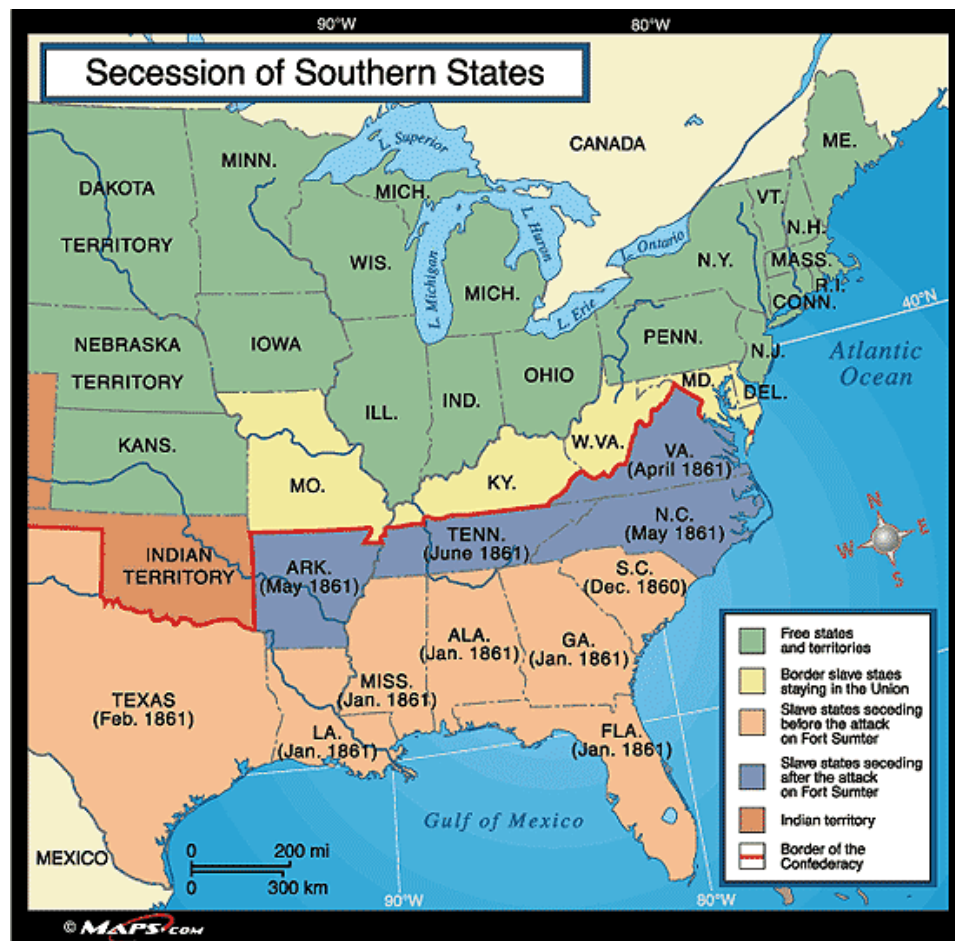 90°W
80°W
Secession of Southern States
CANADA
ME.
L. Superior
MINN.
DAKOTA
TERRITORY
MICH.
VT.
N.H.
L. Huron
L. Ontario
N.Y.
MASS.
R.I.
CONN.
WIS.
L. Michigan
MICH.
L. Erie
40°N
PENN.
N.J.
Atlantic
Ocean
NEBRASKA
TERRITORY
IOWA
OHIO
MD.
DEL.
ILL.
IND.
KANS.
W.VA.
VA.
(April 1861)
MO.
KY.
N
E
W
S
N.C.
(May 1861)
TENN.
(June 1861)
INDIAN
TERRITORY
ARK.
(May 1861)
S.C.
(Dec. 1860)
ALA.
(Jan. 1861)
GA.
(Jan. 1861)
MISS.
(Jan. 1861)
TEXAS
(Feb. 1861)
LA.
(Jan. 1861)
FLA.
(Jan. 1861)
Free states
and territories
Border slave staes
staying in the Union
Slave states seceding
before the attack
on Fort Sumter
Slave states seceding
after the attack
on Fort Sumter
Indian territory
Border of the
Confederacy
Gulf of Mexico
MEXICO
0 200 mi
0 300 km
90°W
80°W
© MAPS.COM